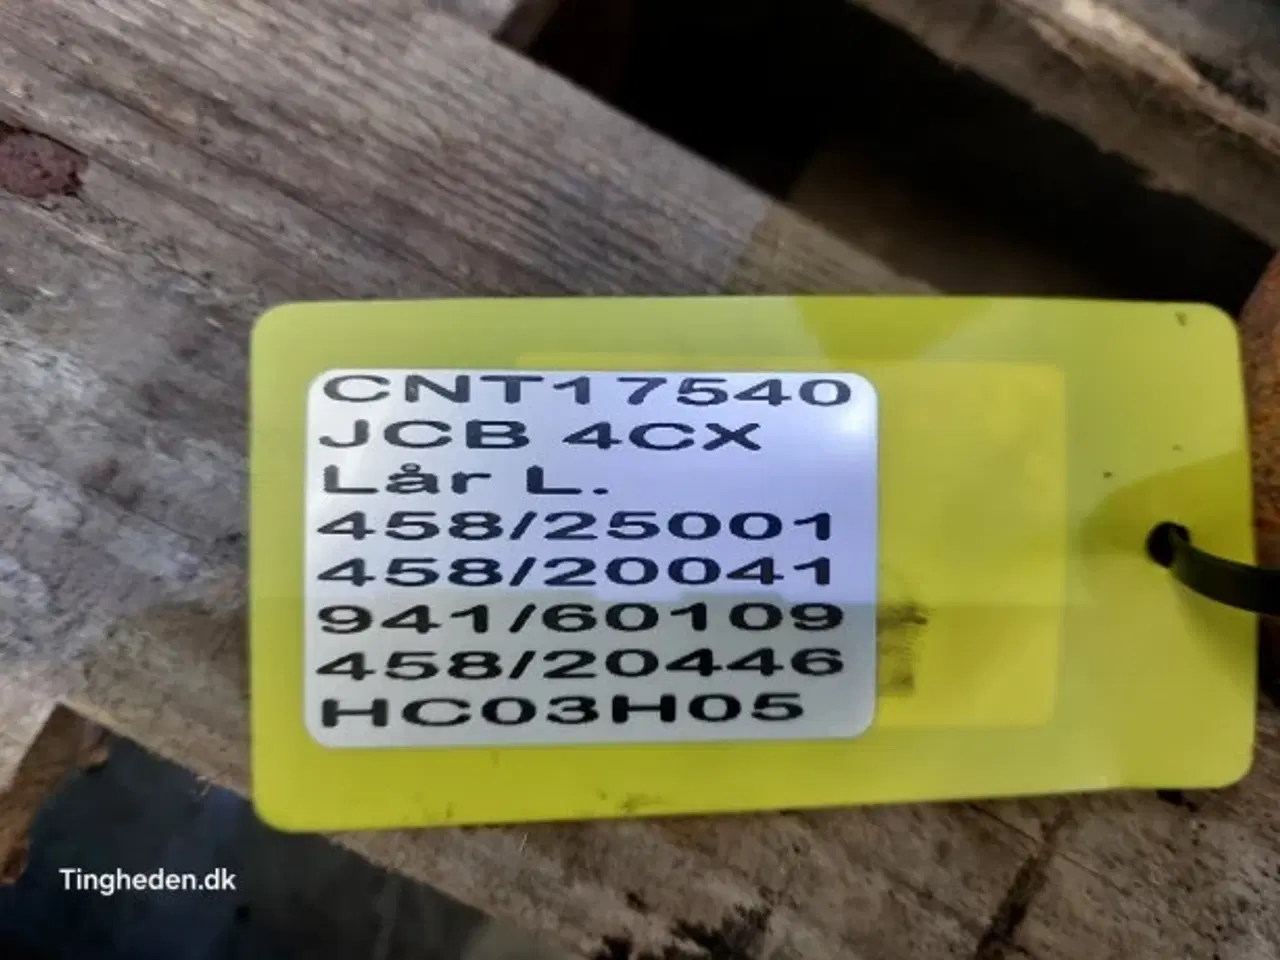 CNT17540
JCB 4CX
Lår L.
458/25001
458/20041
941/60109
458/20446
HC03H05
Tingheden.dk